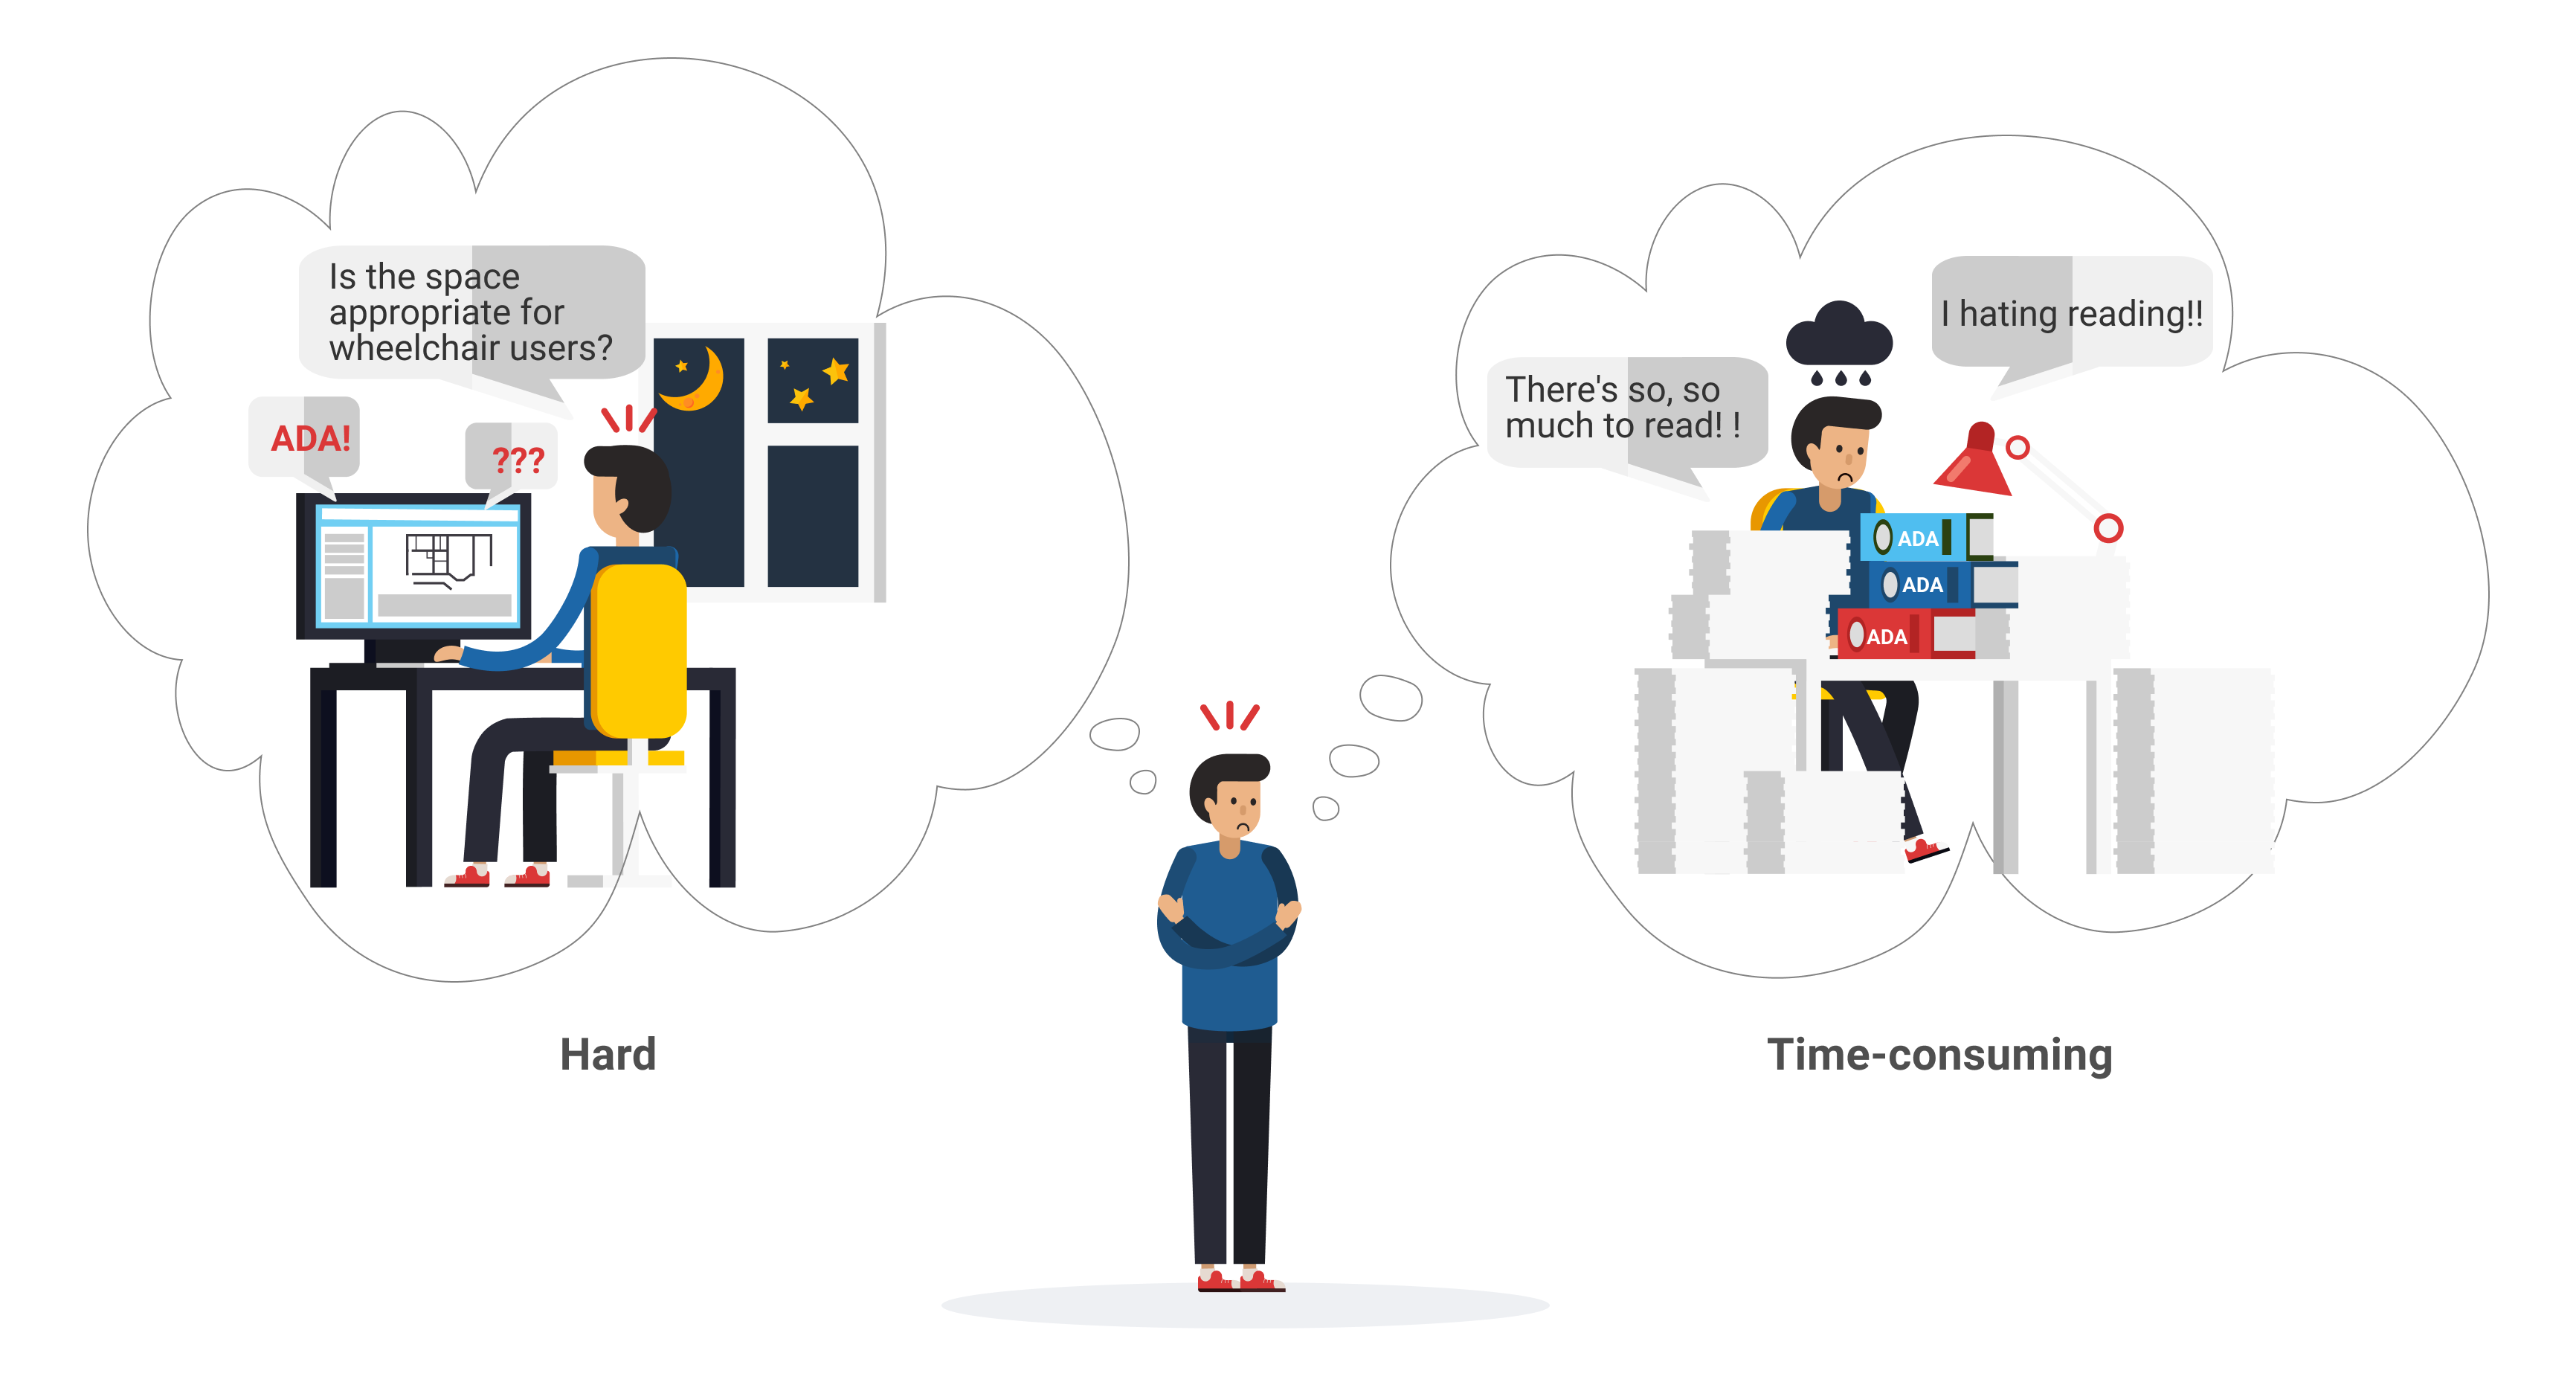 Is the space
appropriate for
wheelchair users?
ADA!
???
Hard
There's so, so
much to read! !
I hating reading!!
ADA
ADA
ADA
Time-consuming